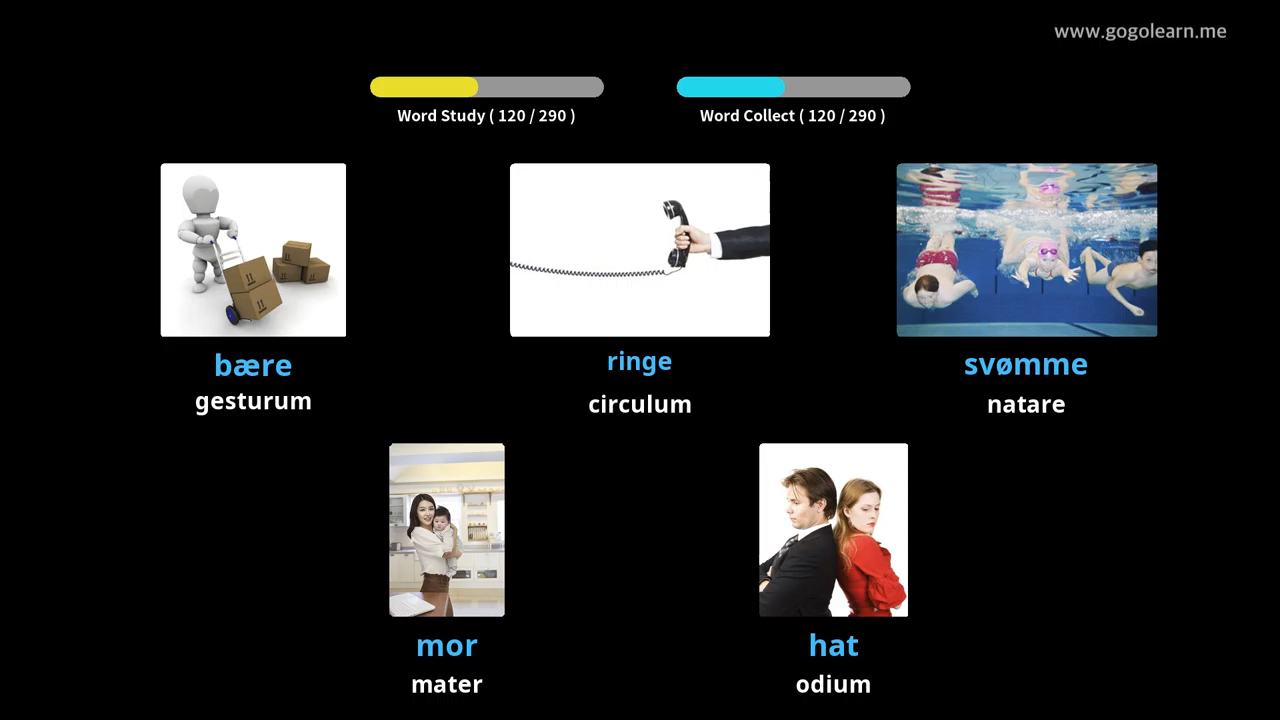 www.gogolearn.me
Word Study ( 120 / 290 )
Word Collect ( 120 / 290 )
bære
gesturum
ringe
circulum
svømme
natare
mor
mater
hat
odium